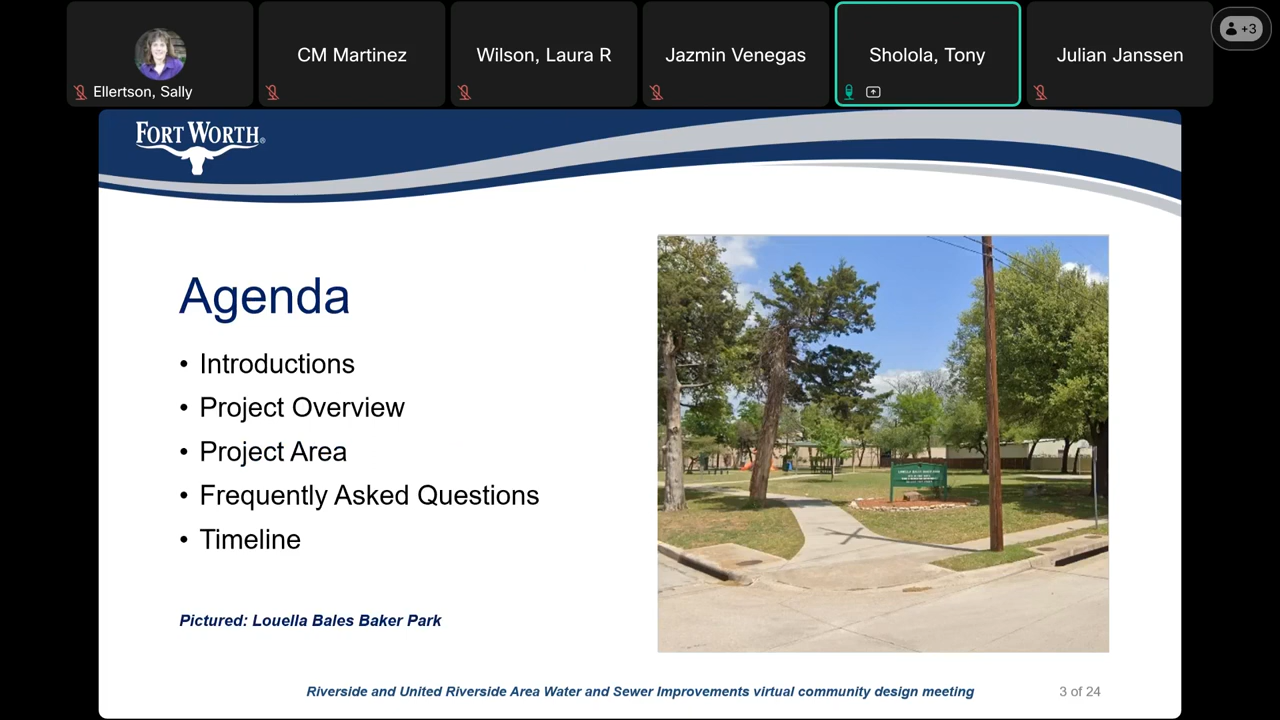 Ellertson, Sally
CM Martinez
Wilson, Laura R
Jazmin Venegas
Sholola, Tony
Julian Janssen
+3
FORT WORTH®
Agenda
• Introductions
• Project Overview
• Project Area
• Frequently Asked Questions
• Timeline
Pictured: Louella Bales Baker Park
Riverside and United Riverside Area Water and Sewer Improvements virtual community design meeting
3 of 24